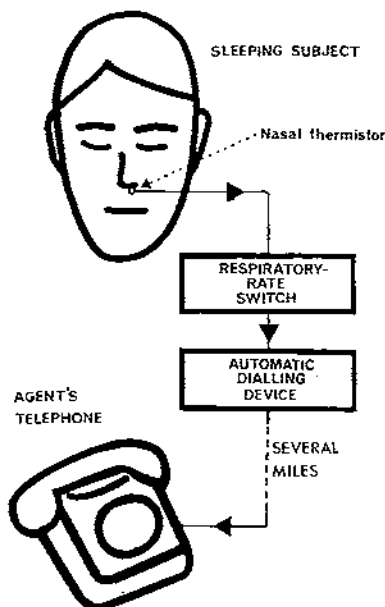 SLEEPING SUBJECT
Nasal thermistor
RESPIRATORY-
RATE
SWITCH
AUTOMATIC
DIALLING
DEVICE
AGENT'S
TELEPHONE
SEVERAL
MILES